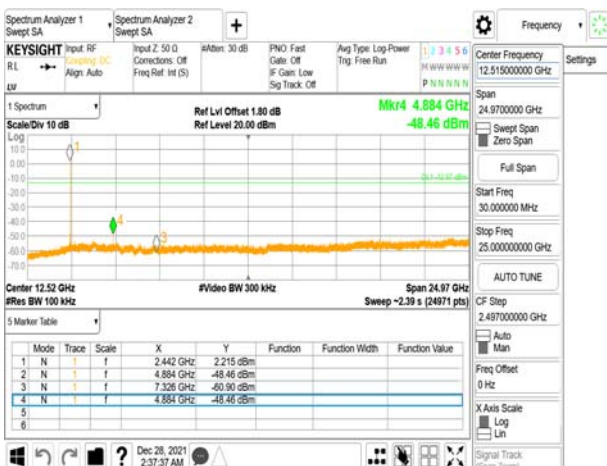 Spectrum Analyzer 1
Swept SA
Spectrum Analyzer 2
Swept SA
+
Frequency
KEYSIGHT
RL
Input: RF
Coupling: DC
Align: Auto
Input Z: 50 Ω
Corrections: Off
Freq Ref: Int (S)
#Atten: 30 dB
PNO: Fast
Gate: Off
IF Gain: Low
Sig Track: Off
Avg Type: Log-Power
Trig: Free Run
1 2 3 4 5 6
M W W W W W
P N N N N N
Settings
1 Spectrum
Scale/Div 10 dB
Log
Ref Lvl Offset 1.80 dB
Ref Level 20.00 dBm
Mkr4 4.884 GHz
-48.46 dBm
10.0
0.00
-10.0
-20.0
-30.0
-40.0
-50.0
-60.0
-70.0
1
4
3
Center 12.52 GHz
#Res BW 100 kHz
#Video BW 300 kHz
Span 24.97 GHz
Sweep ~2.39 s (24971 pts)
5 Marker Table
Mode Trace Scale X Y Function Function Width Function Value
1 N 1 f 2.442 GHz 2.215 dBm
2 N 1 f 4.884 GHz -48.46 dBm
3 N 1 f 7.326 GHz -60.90 dBm
4 N 1 f 4.884 GHz -48.46 dBm
5
6
Dec 28, 2021
2:37:37 AM
Center Frequency
12.515000000 GHz
Span
24.9700000 GHz
Swept Span
Zero Span
Full Span
Start Freq
30.000000 MHz
Stop Freq
25.000000000 GHz
AUTO TUNE
CF Step
2.497000000 GHz
Auto
Man
Freq Offset
0 Hz
X Axis Scale
Log
Lin
Signal Track